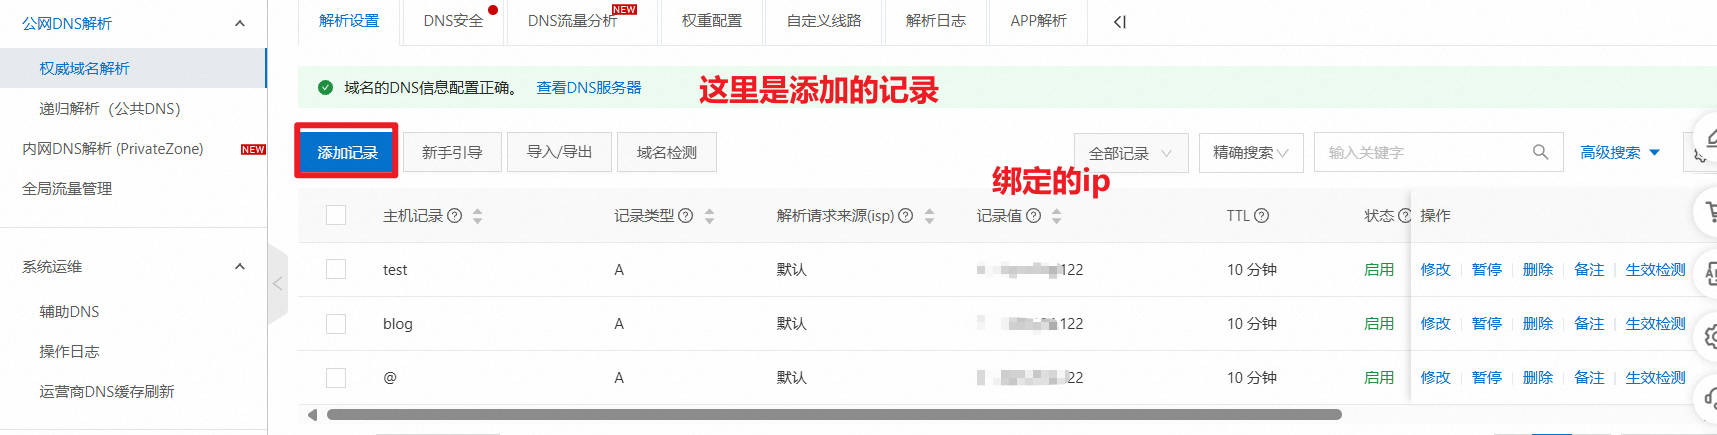 公网DNS解析
权威域名解析
递归解析（公共DNS）
内网DNS解析 (PrivateZone) NEW
全局流量管理
系统运维
辅助DNS
操作日志
运营商DNS缓存刷新
解析设置 DNS安全 DNS流量分析 NEW 权重配置 自定义线路 解析日志 APP解析
域名的DNS信息配置正确。 查看DNS服务器 这里是添加的记录
添加记录 新手引导 导入/导出 域名检测 全部记录 精确搜索 输入关键字 高级搜索
绑定的ip
主机记录 记录类型 解析请求来源(isp) 记录值 TTL 状态 操作
test A 默认 122 10 分钟 启用 修改 暂停 删除 备注 生效检测
blog A 默认 122 10 分钟 启用 修改 暂停 删除 备注 生效检测
@ A 默认 22 10 分钟 启用 修改 暂停 删除 备注 生效检测